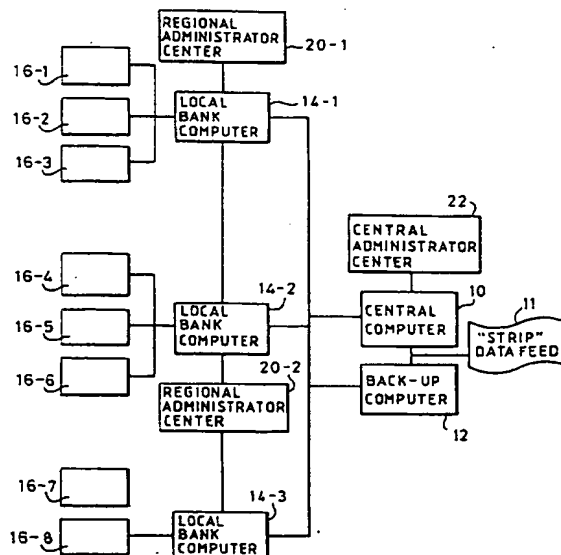 REGIONAL
ADMINISTRATOR
CENTER
20-1
16-1
16-2
16-3
LOCAL
BANK
COMPUTER
14-1
22
CENTRAL
ADMINISTRATOR
CENTER
16-4
16-5
16-6
LOCAL
BANK
COMPUTER
14-2
CENTRAL
COMPUTER
10
11
"STRIP"
DATA FEED
20-2
REGIONAL
ADMINISTRATOR
CENTER
BACK-UP
COMPUTER
12
16-7
16-8
14-3
LOCAL
BANK
COMPUTER